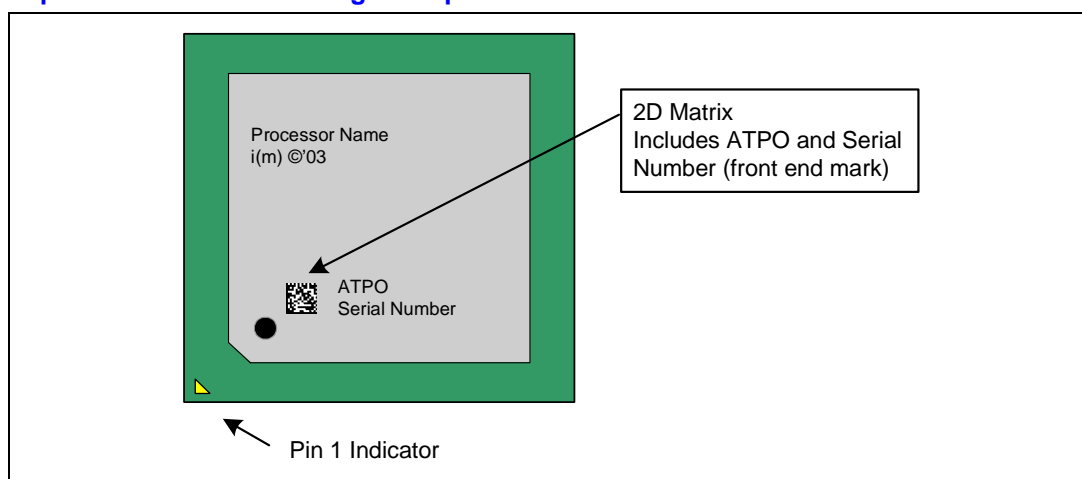 Processor Name
i(m) ©'03
2D Matrix
Includes ATPO and Serial
Number (front end mark)
ATPO
Serial Number
Pin 1 Indicator